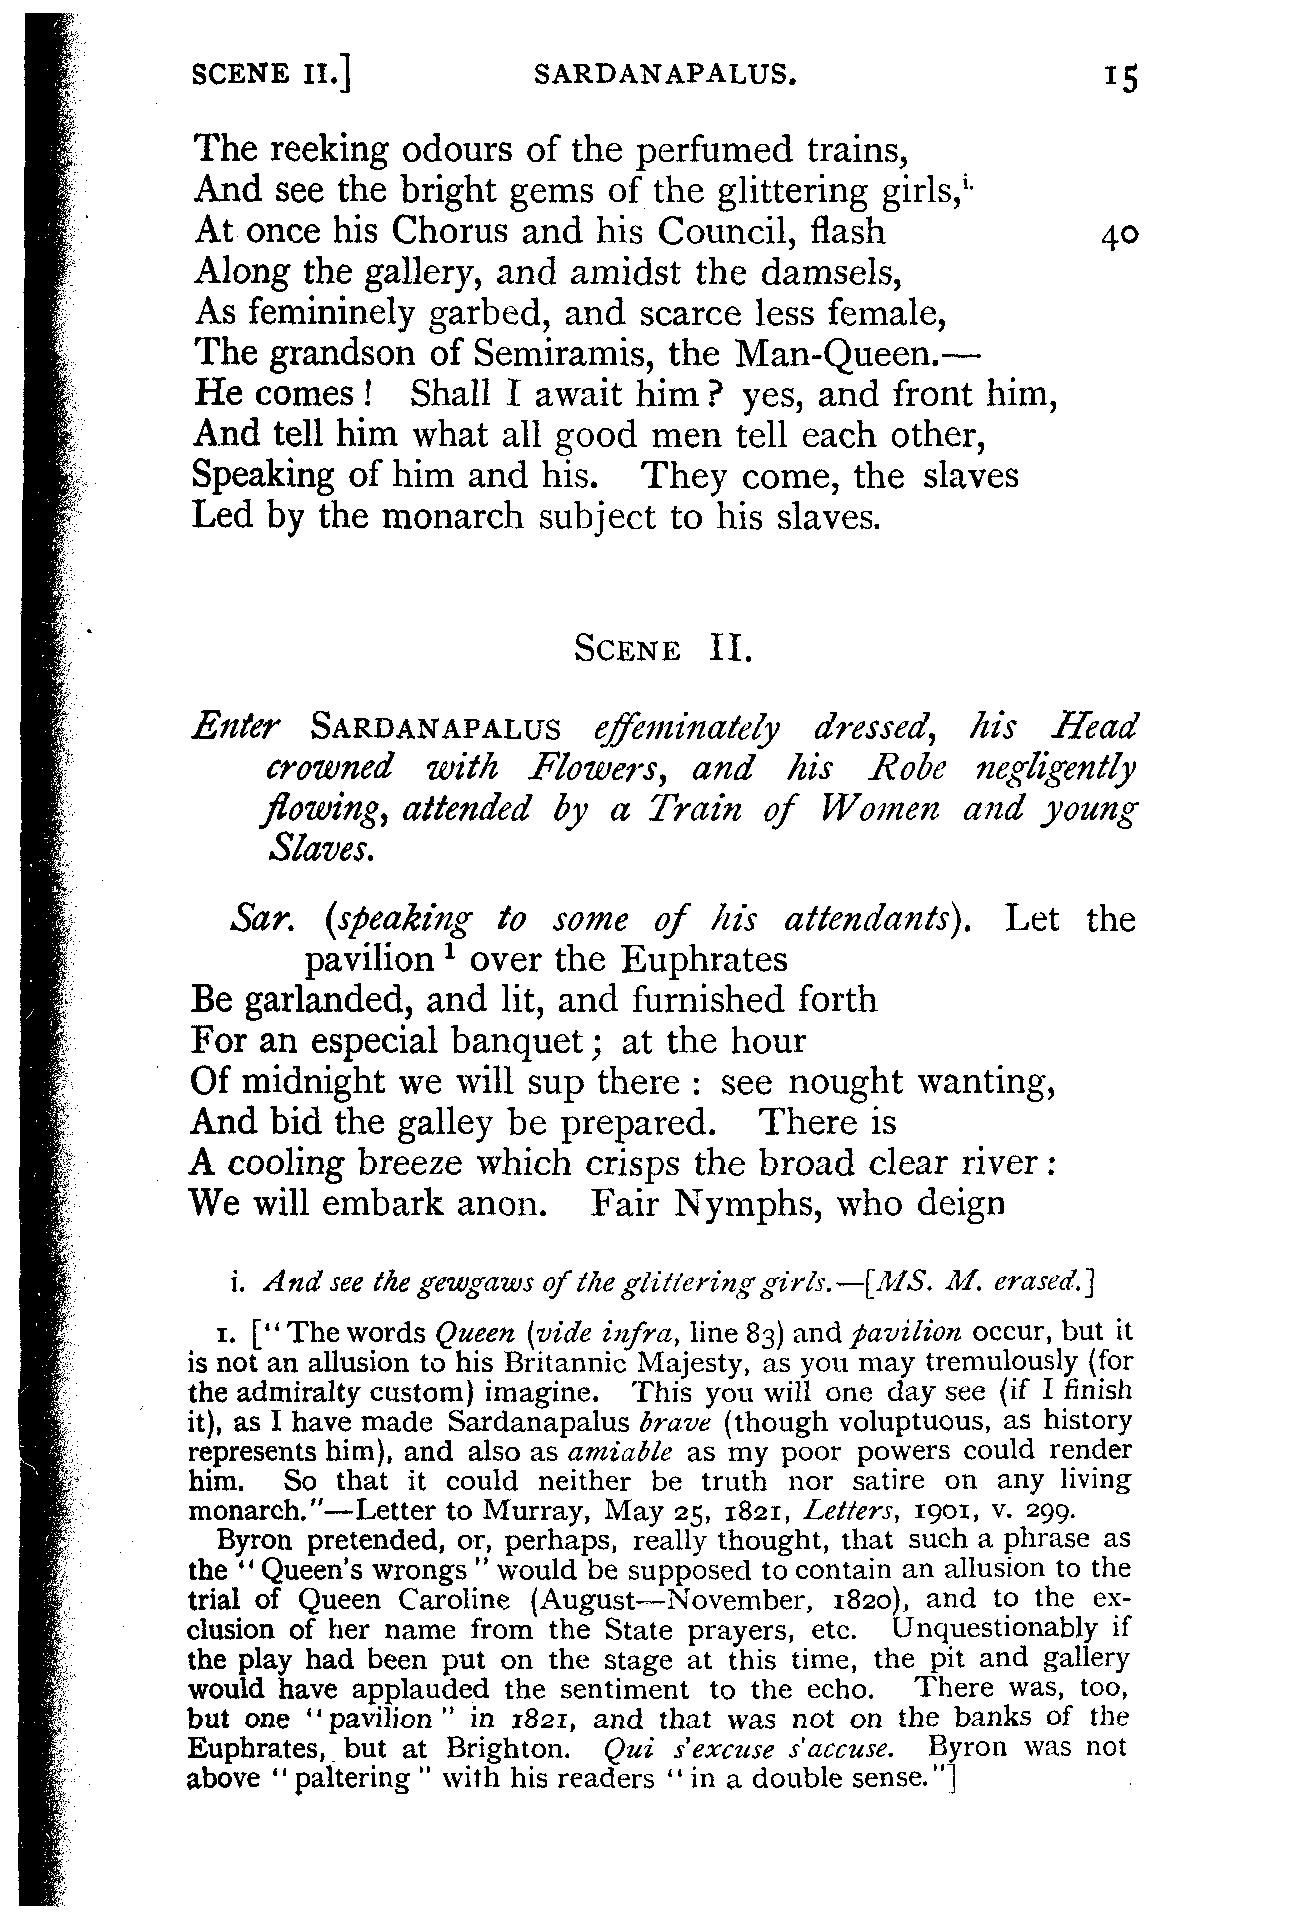 SCENE II.] SARDANAPALUS. 15
The reeking odours of the perfumed trains,
And see the bright gems of the glittering girls,i.
At once his Chorus and his Council, flash 40
Along the gallery, and amidst the damsels,
As femininely garbed, and scarce less female,
The grandson of Semiramis, the Man-Queen.—
He comes! Shall I await him? yes, and front him,
And tell him what all good men tell each other,
Speaking of him and his. They come, the slaves
Led by the monarch subject to his slaves.
SCENE II.
Enter SARDANAPALUS effeminately dressed, his Head
crowned with Flowers, and his Robe negligently
flowing, attended by a Train of Women and young
Slaves.
Sar. (speaking to some of his attendants). Let the
pavilion 1 over the Euphrates
Be garlanded, and lit, and furnished forth
For an especial banquet; at the hour
Of midnight we will sup there: see nought wanting,
And bid the galley be prepared. There is
A cooling breeze which crisps the broad clear river:
We will embark anon. Fair Nymphs, who deign
i. And see the gewgaws of the glittering girls.—[MS. M. erased.]
1. ["The words Queen (vide infra, line 83) and pavilion occur, but it
is not an allusion to his Britannic Majesty, as you may tremulously (for
the admiralty custom) imagine. This you will one day see (if I finish
it), as I have made Sardanapalus brave (though voluptuous, as history
represents him), and also as amiable as my poor powers could render
him. So that it could neither be truth nor satire on any living
monarch."—Letter to Murray, May 25, 1821, Letters, 1901, v. 299.
Byron pretended, or, perhaps, really thought, that such a phrase as
the "Queen's wrongs" would be supposed to contain an allusion to the
trial of Queen Caroline (August—November, 1820), and to the ex-
clusion of her name from the State prayers, etc. Unquestionably if
the play had been put on the stage at this time, the pit and gallery
would have applauded the sentiment to the echo. There was, too,
but one "pavilion" in 1821, and that was not on the banks of the
Euphrates, but at Brighton. Qui s'excuse s'accuse. Byron was not
above "paltering" with his readers "in a double sense."]